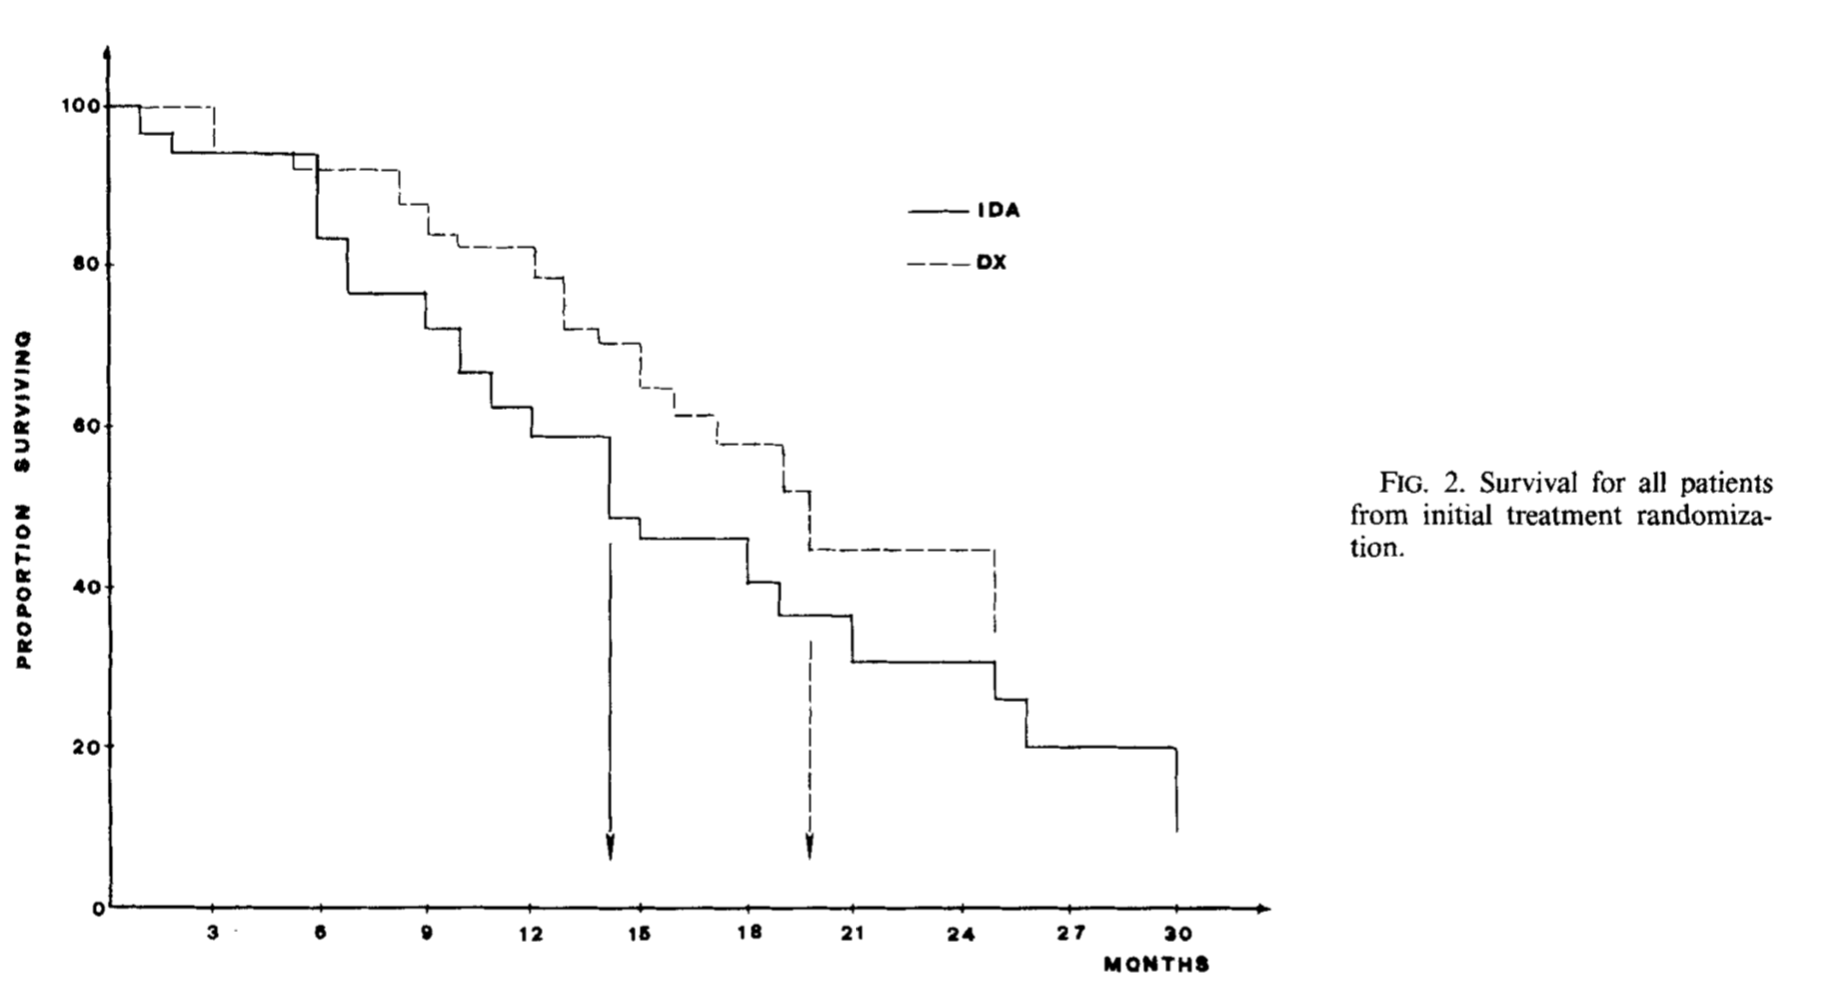 100
80
60
40
20
0
PROPORTION SURVIVING
IDA
DX
3 6 9 12 15 18 21 24 27 30
MONTHS
FIG. 2. Survival for all patients
from initial treatment randomiza-
tion.